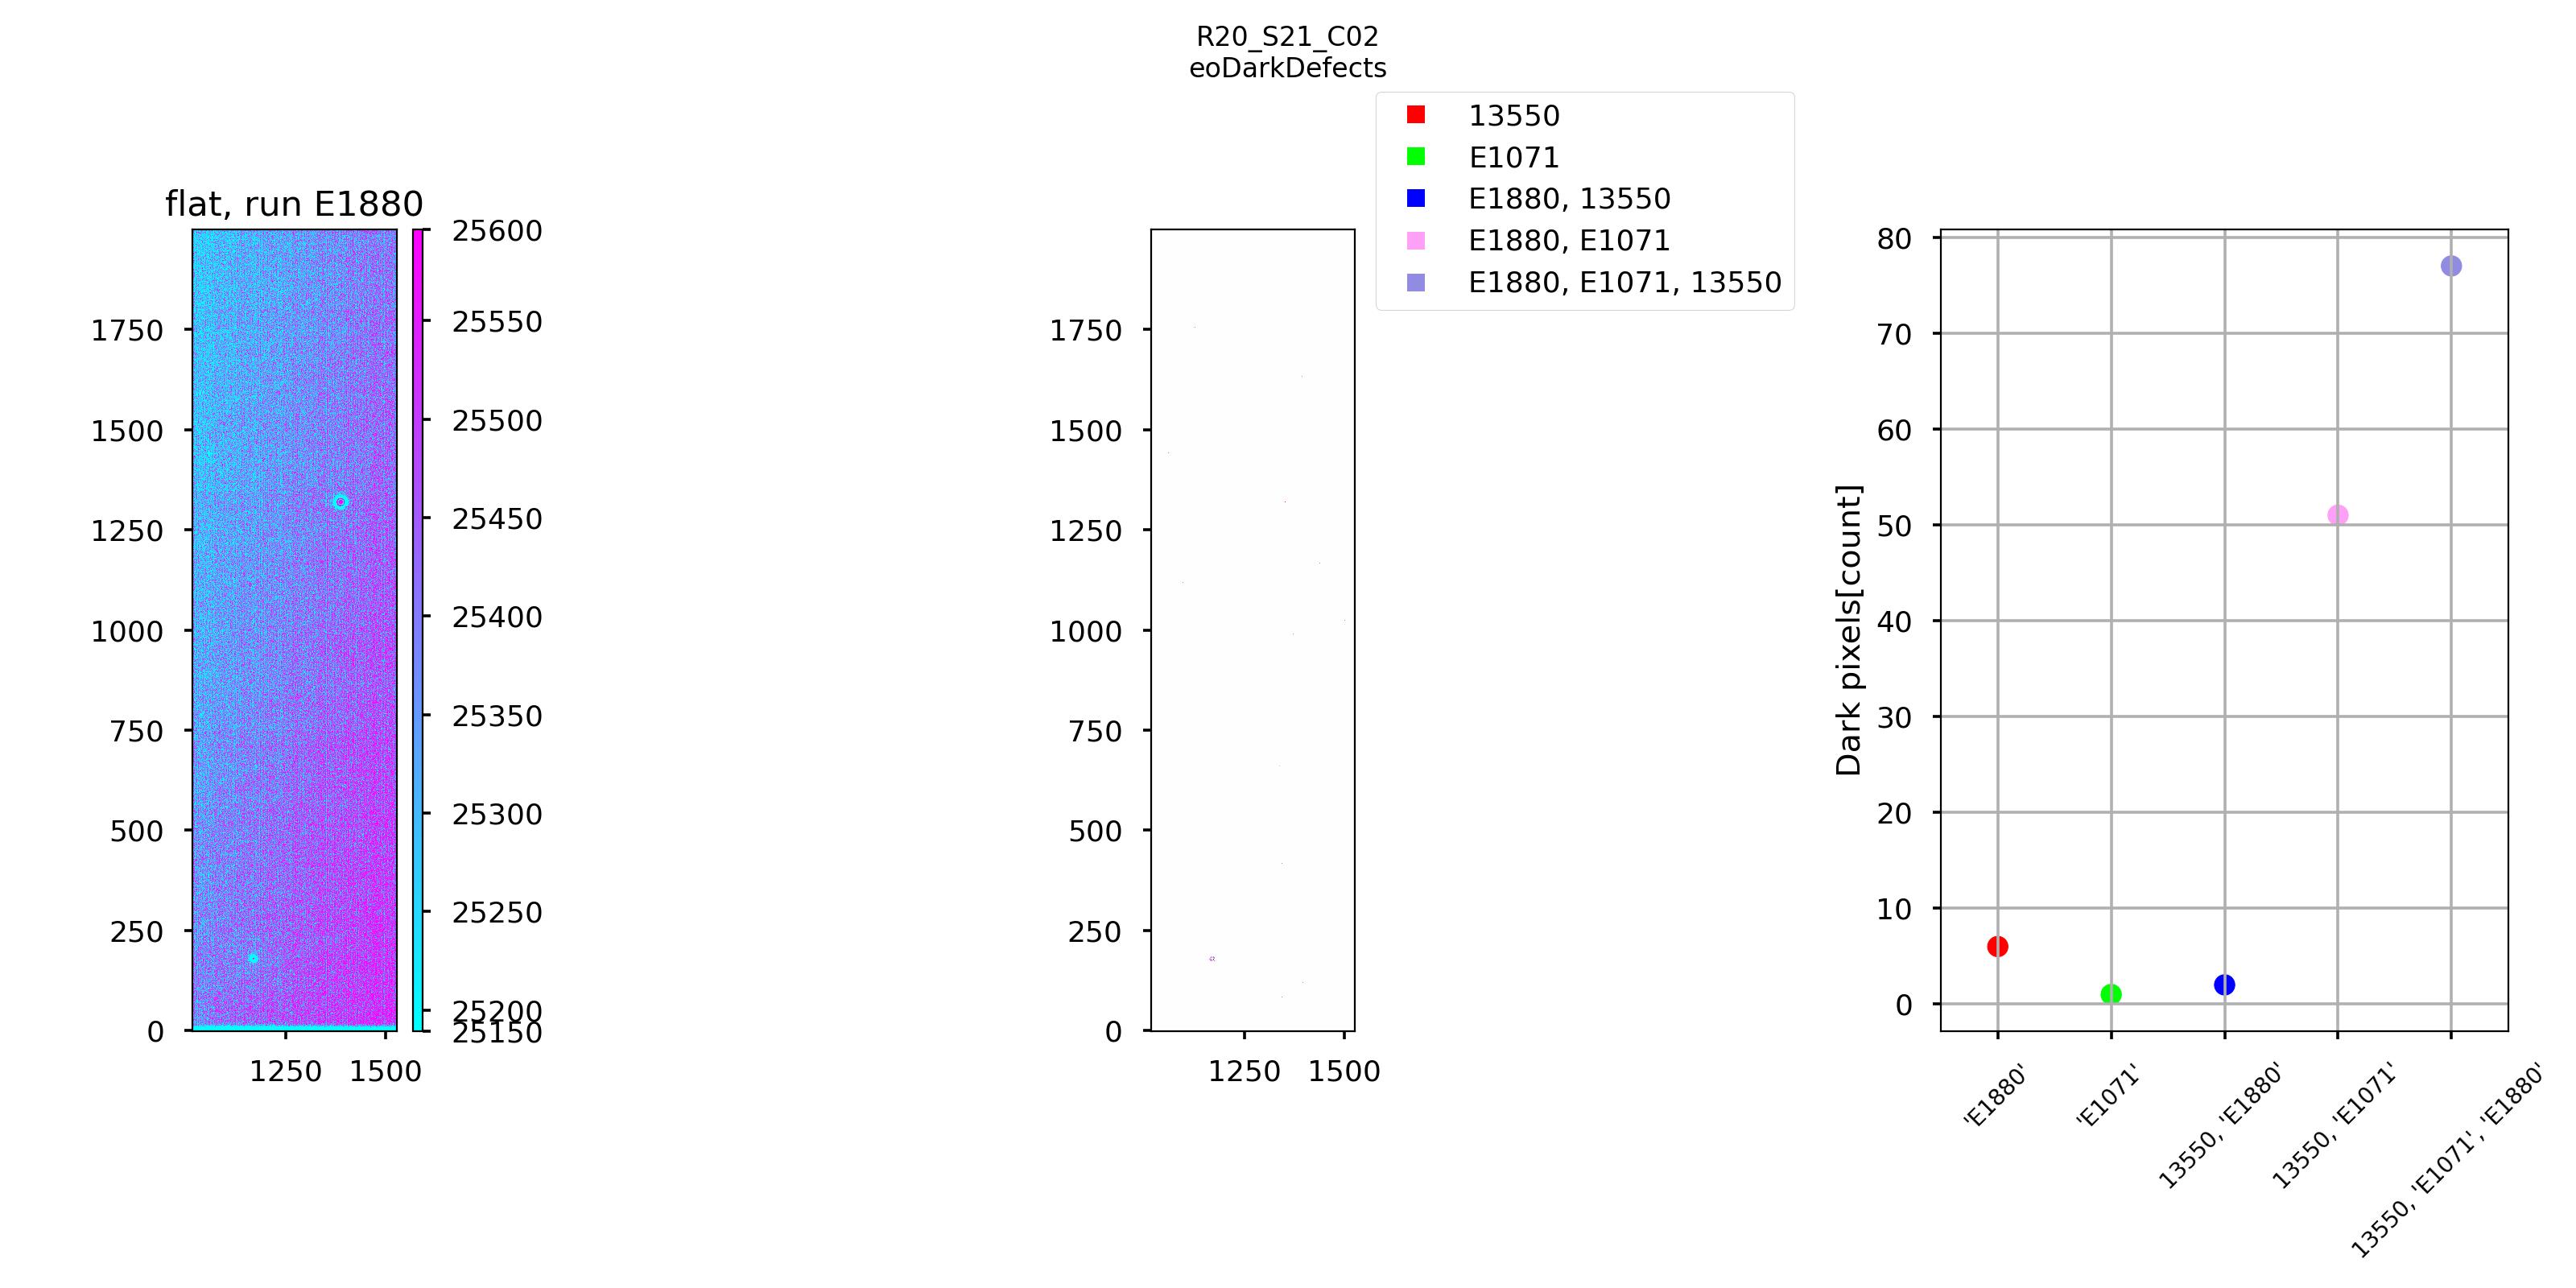 R20_S21_C02
eoDarkDefects
13550
E1071
E1880, 13550
E1880, E1071
E1880, E1071, 13550
flat, run E1880
1750
1500
1250
1000
750
500
250
0
1250 1500
25600
25550
25500
25450
25400
25350
25300
25250
25200
25150
1750
1500
1250
1000
750
500
250
0
1250 1500
Dark pixels[count]
80
70
60
50
40
30
20
10
0
'E1880'
'E1071'
13550, 'E1880'
13550, 'E1071'
13550, 'E1071', 'E1880'